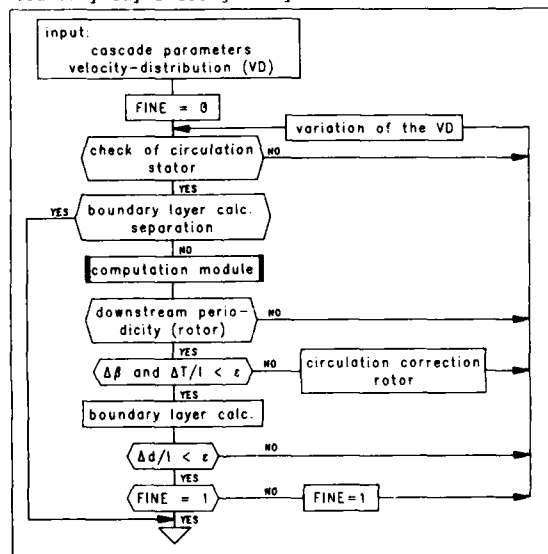 input:
cascade parameters
velocity-distribution (VD)
FINE = 0
variation of the VD
check of circulation
stator
NO
YES
YES
boundary layer calc.
separation
NO
computation module
downstream perio-
dicity (rotor)
NO
YES
Δβ and ΔT/l < ε
NO
circulation correction
rotor
YES
boundary layer calc.
Δd/l < ε
NO
YES
FINE = 1
NO
FINE=1
YES